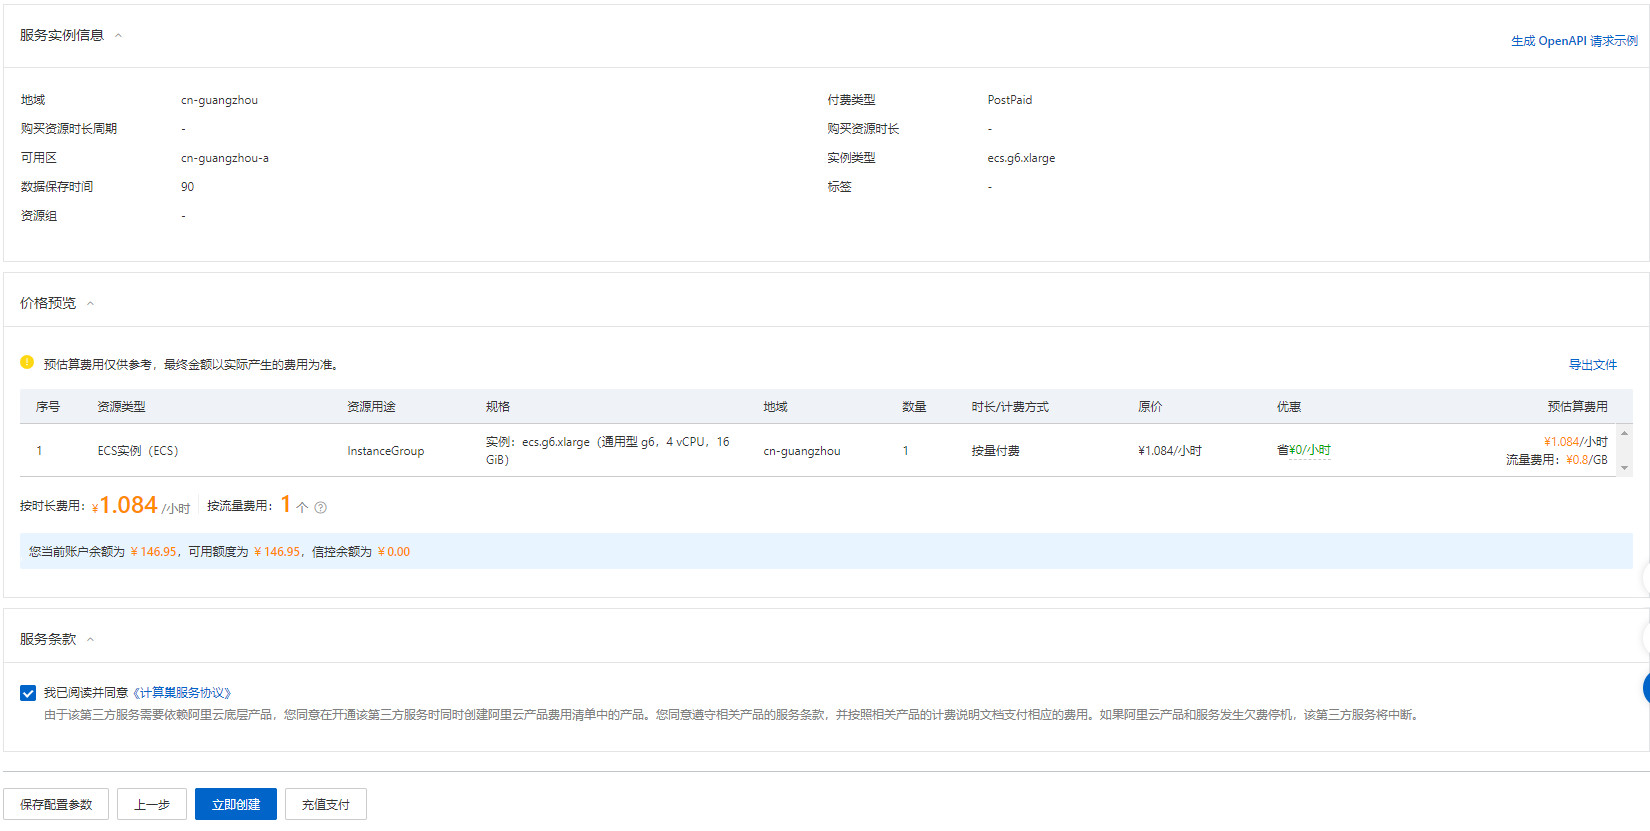 服务实例信息
生成 OpenAPI 请求示例
地域 cn-guangzhou 付费类型 PostPaid
购买资源时长周期 - 购买资源时长 -
可用区 cn-guangzhou-a 实例类型 ecs.g6.xlarge
数据保存时间 90 标签 -
资源组 -
价格预览
预估算费用仅供参考，最终金额以实际产生的费用为准。 导出文件
序号 资源类型 资源用途 规格 地域 数量 时长/计费方式 原价 优惠 预估算费用
1 ECS实例（ECS） InstanceGroup 实例：ecs.g6.xlarge（通用型 g6，4 vCPU，16 GiB） cn-guangzhou 1 按量付费 ¥1.084/小时 省¥0/小时 ¥1.084/小时
流量费用：¥0.8/GB
按时长费用：¥1.084 /小时 按流量费用：1 个
您当前账户余额为 ¥ 146.95，可用额度为 ¥ 146.95，信控余额为 ¥ 0.00
服务条款
我已阅读并同意《计算巢服务协议》
由于该第三方服务需要依赖阿里云底层产品，您同意在开通该第三方服务时同时创建阿里云产品费用清单中的产品。您同意遵守相关产品的服务条款，并按照相关产品的计费说明文档支付相应的费用。如果阿里云产品和服务发生欠费停机，该第三方服务将中断。
保存配置参数 上一步 立即创建 充值支付